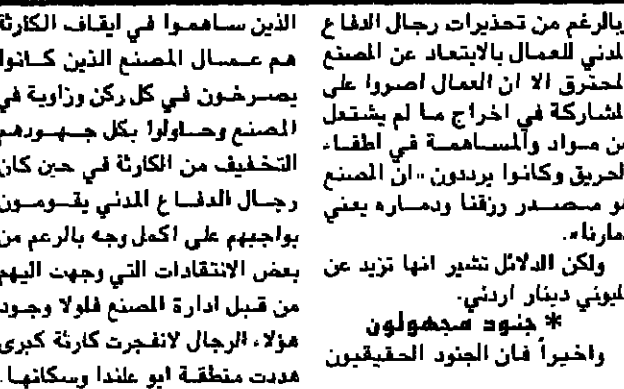 وبالرغم من تحذيرات رجال الدفاع
المدني للعمال بالابتعاد عن المصنع
المحترق الا ان العمال اصروا على
المشاركة في اخراج ما لم يشتعل
من مواد والمساهمة في اطفاء
الحريق وكانوا يرددون «ان المصنع
هو مصدر رزقنا ودماره يعني
دمارنا».
ولكن الدلائل تشير انها تزيد عن
مليوني دينار اردني.
* جنود مجهولون
واخيراً فان الجنود الحقيقيون
الذين ساهموا في ايقاف الكارثة
هم عمال المصنع الذين كانوا
يصرخون في كل ركن وزاوية في
المصنع وحاولوا بكل جهودهم
التخفيف من الكارثة في حين كان
رجال الدفاع المدني يقومون
بواجبهم على اكمل وجه بالرغم من
بعض الانتقادات التي وجهت اليهم
من قبل ادارة المصنع فلولا وجود
هؤلاء الرجال لانفجرت كارثة كبرى
هددت منطقة ابو علندا وسكانها.